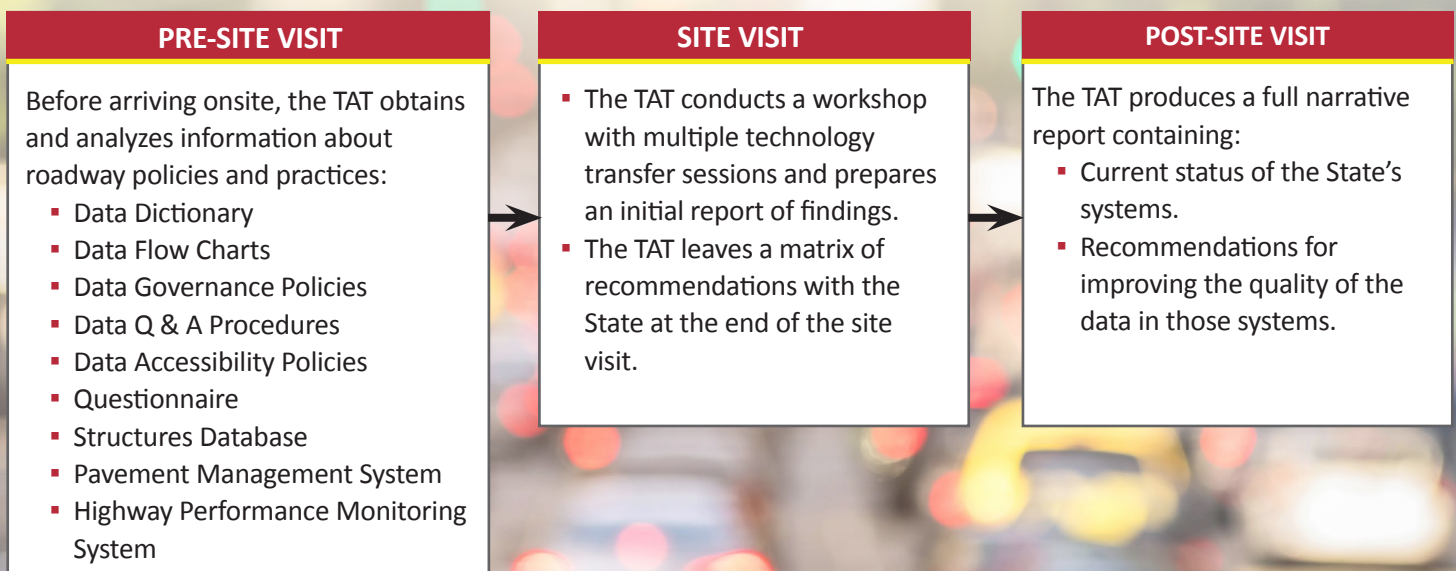 PRE-SITE VISIT
Before arriving onsite, the TAT obtains
and analyzes information about
roadway policies and practices:
▪ Data Dictionary
▪ Data Flow Charts
▪ Data Governance Policies
▪ Data Q & A Procedures
▪ Data Accessibility Policies
▪ Questionnaire
▪ Structures Database
▪ Pavement Management System
▪ Highway Performance Monitoring
System
SITE VISIT
▪ The TAT conducts a workshop
with multiple technology
transfer sessions and prepares
an initial report of findings.
▪ The TAT leaves a matrix of
recommendations with the
State at the end of the site
visit.
POST-SITE VISIT
The TAT produces a full narrative
report containing:
▪ Current status of the State’s
systems.
▪ Recommendations for
improving the quality of the
data in those systems.